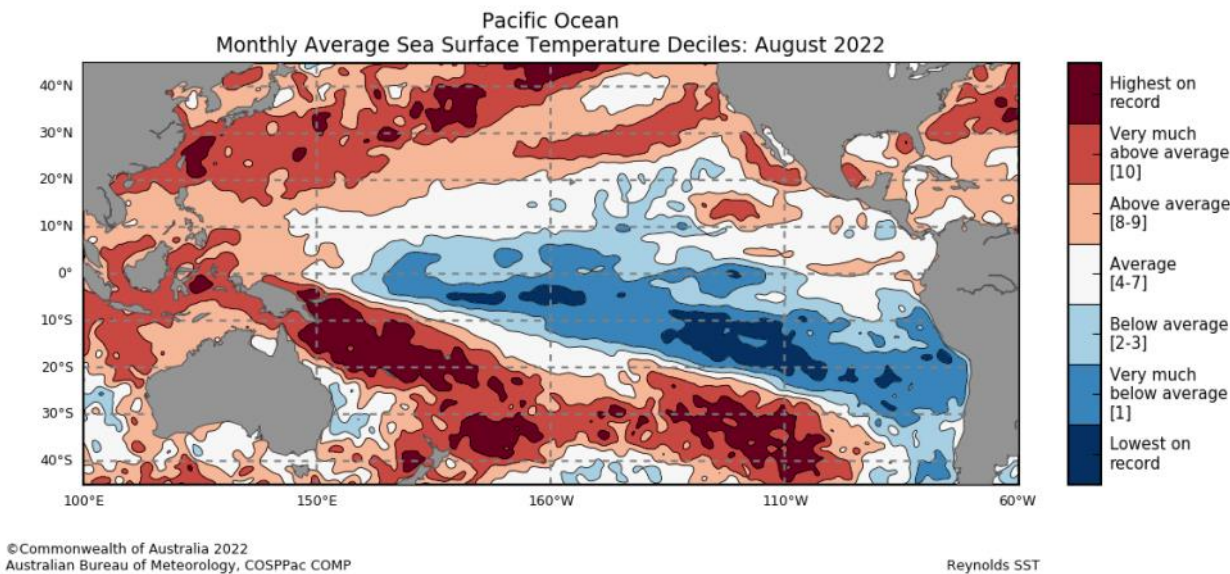 Pacific Ocean
Monthly Average Sea Surface Temperature Deciles: August 2022
40°N
30°N
20°N
10°N
0°
10°S
20°S
30°S
40°S
100°E
150°E
160°W
110°W
60°W
Highest on
record
Very much
above average
[10]
Above average
[8-9]
Average
[4-7]
Below average
[2-3]
Very much
below average
[1]
Lowest on
record
©Commonwealth of Australia 2022
Australian Bureau of Meteorology, COSPPac COMP
Reynolds SST